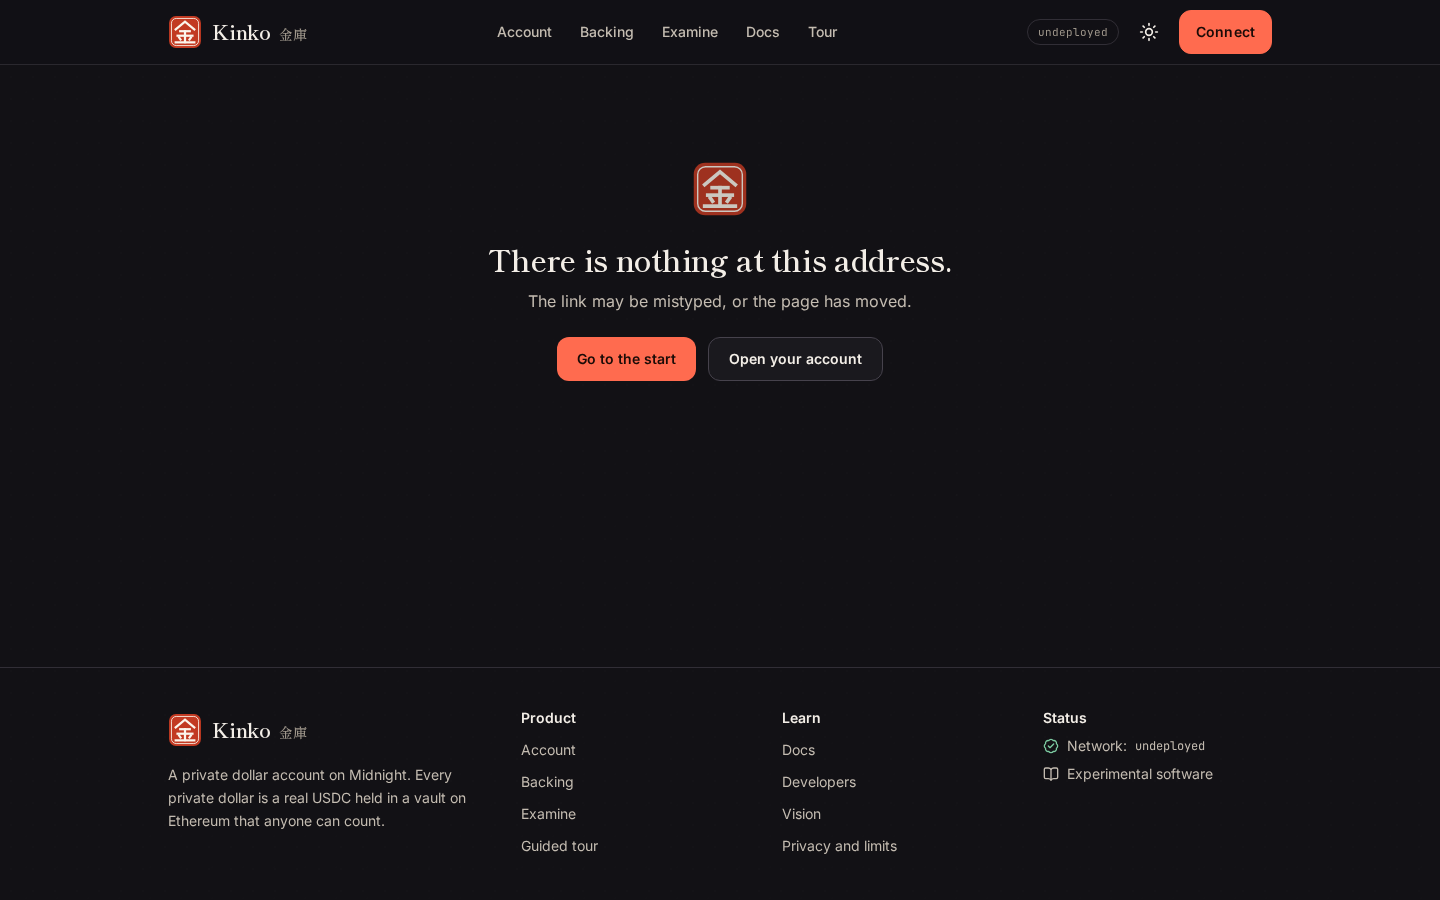 金 Kinko 金庫
Account Backing Examine Docs Tour
undeployed
Connect
金
There is nothing at this address.
The link may be mistyped, or the page has moved.
Go to the start
Open your account
金 Kinko 金庫
A private dollar account on Midnight. Every
private dollar is a real USDC held in a vault on
Ethereum that anyone can count.
Product
Account
Backing
Examine
Guided tour
Learn
Docs
Developers
Vision
Privacy and limits
Status
Network: undeployed
Experimental software